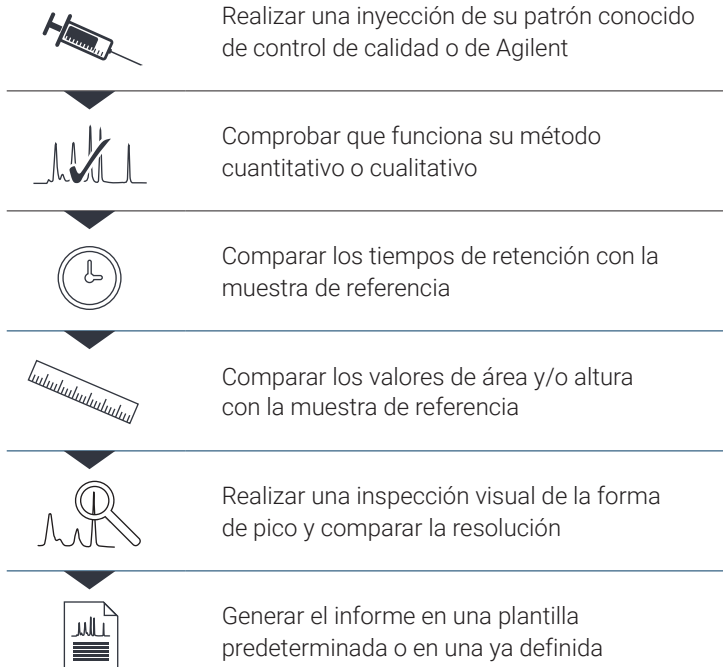 Realizar una inyección de su patrón conocido
de control de calidad o de Agilent
Comprobar que funciona su método
cuantitativo o cualitativo
Comparar los tiempos de retención con la
muestra de referencia
Comparar los valores de área y/o altura
con la muestra de referencia
Realizar una inspección visual de la forma
de pico y comparar la resolución
Generar el informe en una plantilla
predeterminada o en una ya definida